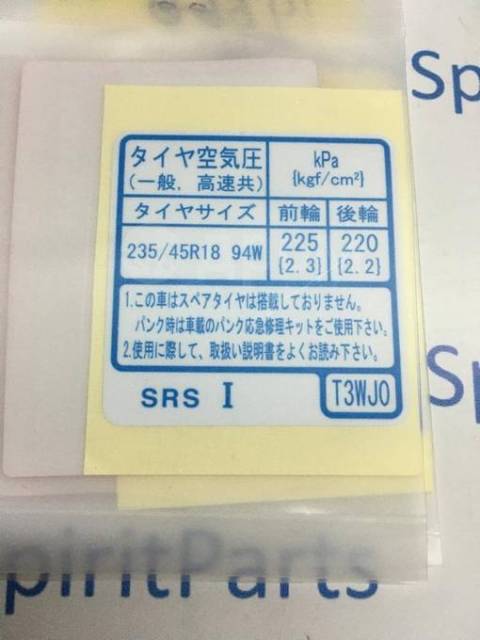 Sp
タイヤ空気圧 kPa
(一般, 高速共) {kgf/cm²}
タイヤサイズ 前輪 後輪
235/45R18 94W 225 220
{2.3} {2.2}
1.この車はスペアタイヤは搭載しておりません。
パンク時は車載のパンク応急修理キットをご使用下さい。
2.使用に際して、取扱い説明書をよくお読み下さい。
SRS I T3WJ0
Sp
SpiritParts